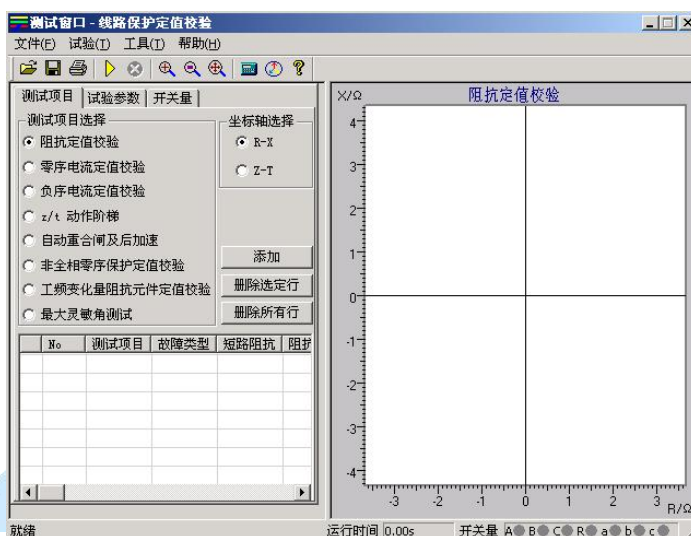 测试窗口 - 线路保护定值校验
文件(F) 试验(T) 工具(T) 帮助(H)
测试项目 试验参数 开关量
测试项目选择
阻抗定值校验
零序电流定值校验
负序电流定值校验
z/t 动作阶梯
自动重合闸及后加速
非全相零序保护定值校验
工频变化量阻抗元件定值校验
最大灵敏角测试
坐标轴选择
R-X
Z-T
添加
删除选定行
删除所有行
No 测试项目 故障类型 短路阻抗
X/Ω 阻抗定值校验
4
3
2
1
0
-1
-2
-3
-4
-3 -2 -1 0 1 2 3 R/Ω
就绪 运行时间 0.00s 开关量 A B C R a b c